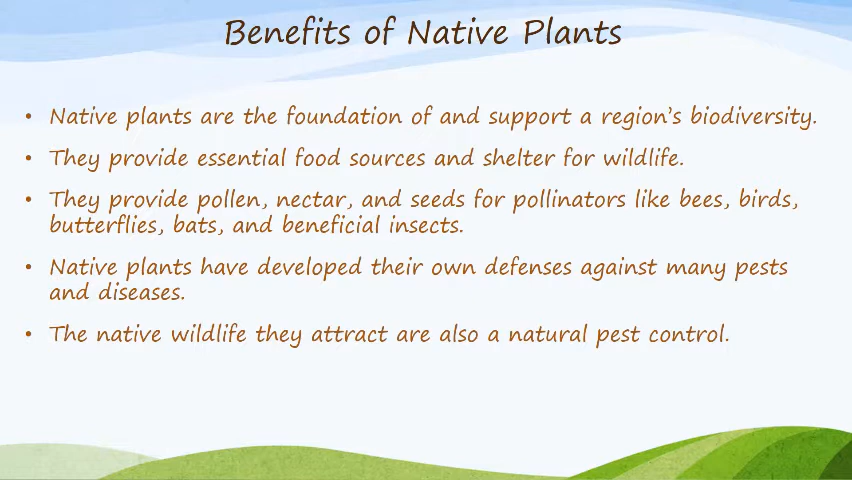 Benefits of Native Plants
• Native plants are the foundation of and support a region's biodiversity.
• They provide essential food sources and shelter for wildlife.
• They provide pollen, nectar, and seeds for pollinators like bees, birds,
butterflies, bats, and beneficial insects.
• Native plants have developed their own defenses against many pests
and diseases.
• The native wildlife they attract are also a natural pest control.